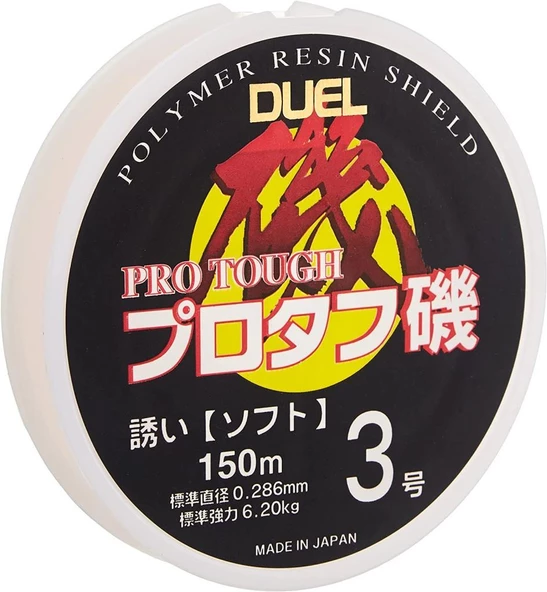 POLYMER RESIN SHIELD
DUEL
磯
PRO TOUGH
プロタフ磯
誘い【ソフト】
150m
3号
標準直径0.286mm
標準強力6.20kg
MADE IN JAPAN